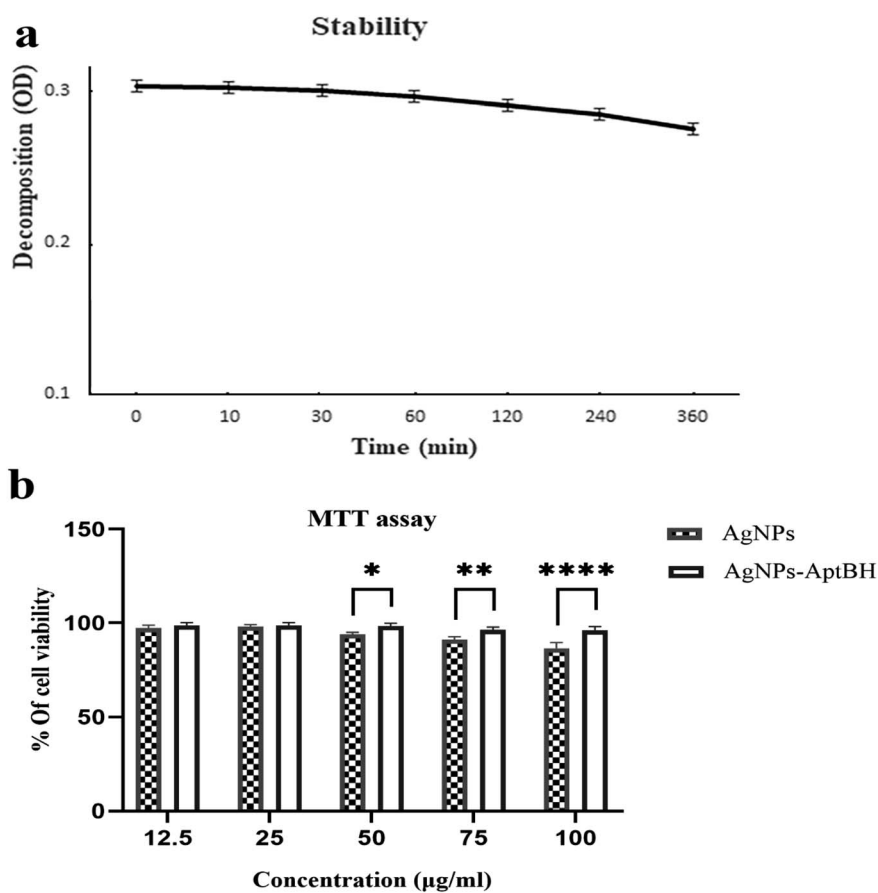 a
Stability
Decomposition (OD)
0.3
0.2
0.1
0 10 30 60 120 240 360
Time (min)
b
MTT assay
AgNPs
AgNPs-AptBH
% Of cell viability
150
100
50
0
* ** ****
12.5 25 50 75 100
Concentration (μg/ml)